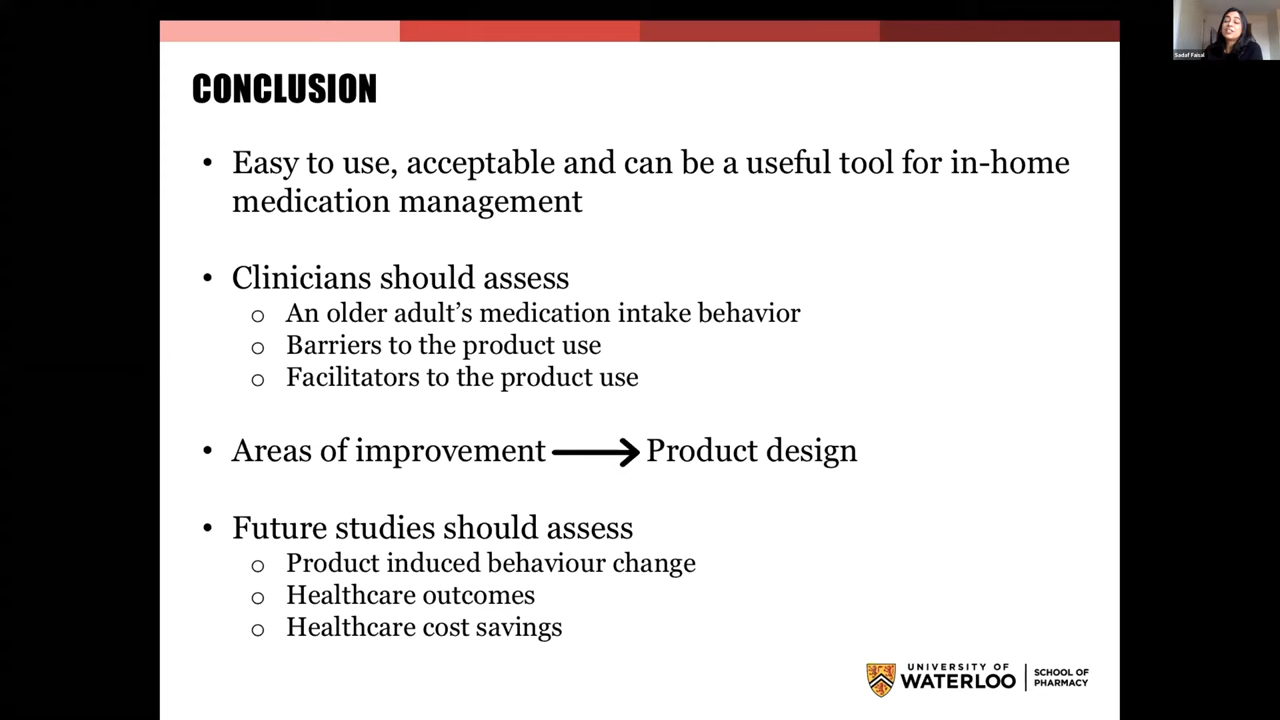 Sadaf Faisal
CONCLUSION
• Easy to use, acceptable and can be a useful tool for in-home
medication management
• Clinicians should assess
o An older adult’s medication intake behavior
o Barriers to the product use
o Facilitators to the product use
• Areas of improvement → Product design
• Future studies should assess
o Product induced behaviour change
o Healthcare outcomes
o Healthcare cost savings
UNIVERSITY OF
WATERLOO
SCHOOL OF
PHARMACY